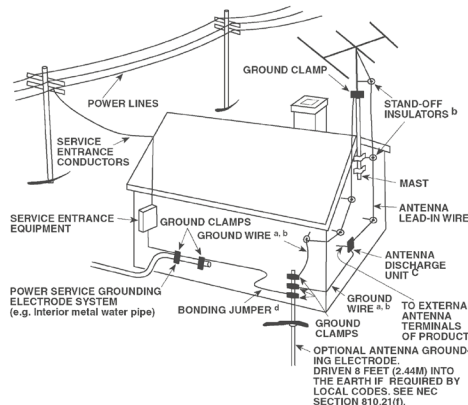 GROUND CLAMP
POWER LINES
STAND-OFF
INSULATORS b
SERVICE
ENTRANCE
CONDUCTORS
MAST
ANTENNA
LEAD-IN WIRE
SERVICE ENTRANCE
EQUIPMENT
GROUND CLAMPS
GROUND WIRE a, b
ANTENNA
DISCHARGE
UNIT C
POWER SERVICE GROUNDING
ELECTRODE SYSTEM
(e.g. Interior metal water pipe)
BONDING JUMPER d
GROUND
WIRE a, b
TO EXTERNA
ANTENNA
TERMINALS
OF PRODUCT
GROUND
CLAMPS
OPTIONAL ANTENNA GROUND-
ING ELECTRODE.
DRIVEN 8 FEET (2.44M) INTO
THE EARTH IF REQUIRED BY
LOCAL CODES. SEE NEC
SECTION 810.21(f).